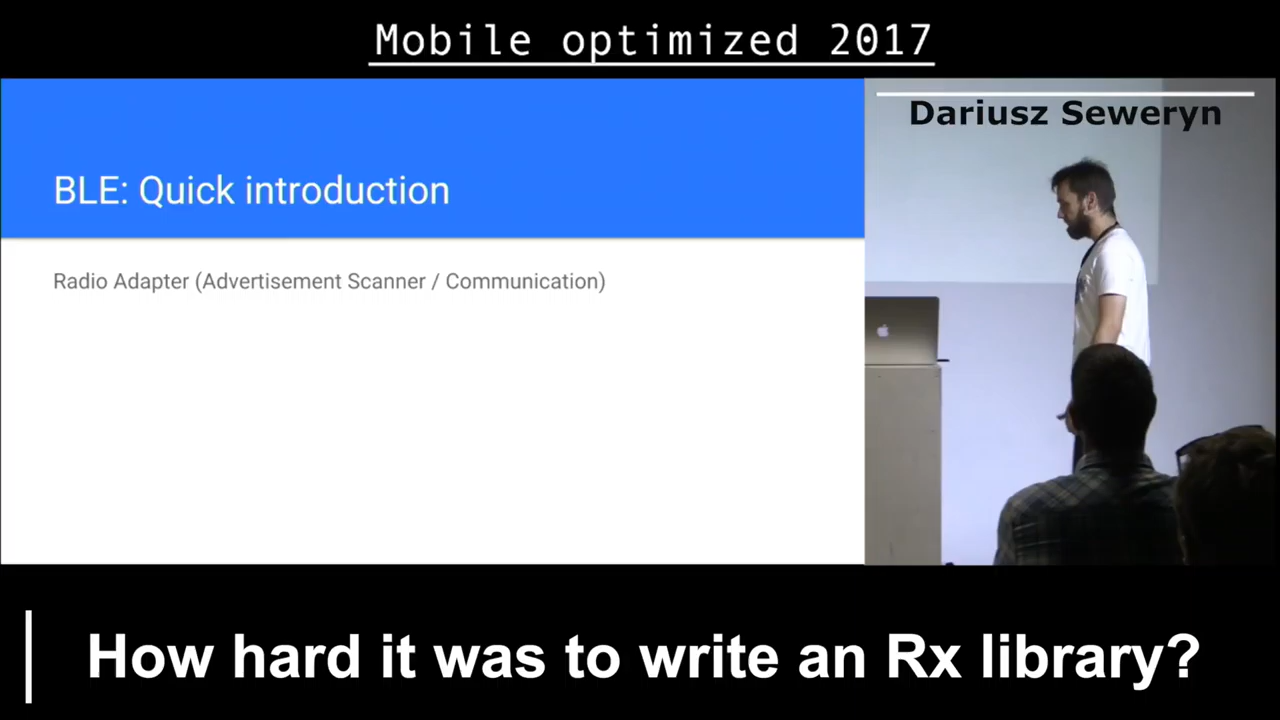 Mobile optimized 2017
Dariusz Seweryn
BLE: Quick introduction
Radio Adapter (Advertisement Scanner / Communication)
How hard it was to write an Rx library?